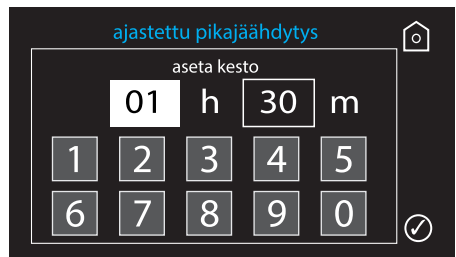 ajastettu pikajäähdytys
aseta kesto
01 h 30 m
1 2 3 4 5
6 7 8 9 0